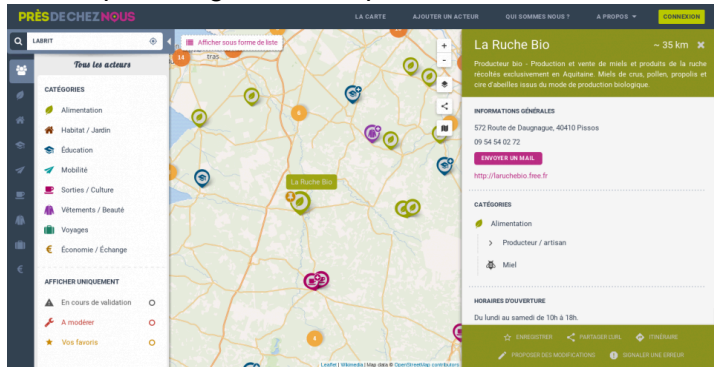 PRÈSDECHEZNOUS
LA CARTE
AJOUTER UN ACTEUR
QUI SOMMES NOUS ?
A PROPOS
CONNEXION
LABRIT
Tous les acteurs
CATÉGORIES
Alimentation
Habitat / Jardin
Éducation
Mobilité
Sorties / Culture
Vêtements / Beauté
Voyages
€ Économie / Échange
AFFICHER UNIQUEMENT
En cours de validation
A modérer
Vos favoris
Afficher sous forme de liste
14
tras
6
4
La Ruche Bio
+
-
Leaflet | Wikimedia | Map data © OpenStreetMap contributors
La Ruche Bio
~ 35 km
Producteur bio - Production et vente de miels et produits de la ruche
récoltés exclusivement en Aquitaine. Miels de crus, pollen, propolis et
cire d'abeilles issus du mode de production biologique.
INFORMATIONS GÉNÉRALES
572 Route de Daugnague, 40410 Pissos
09 54 54 02 72
ENVOYER UN MAIL
http://laruchebio.free.fr
CATÉGORIES
Alimentation
Producteur / artisan
Miel
HORAIRES D'OUVERTURE
Du lundi au samedi de 10h à 18h.
ENREGISTRER
PARTAGER L'URL
ITINÉRAIRE
PROPOSER DES MODIFICATIONS
SIGNALER UNE ERREUR